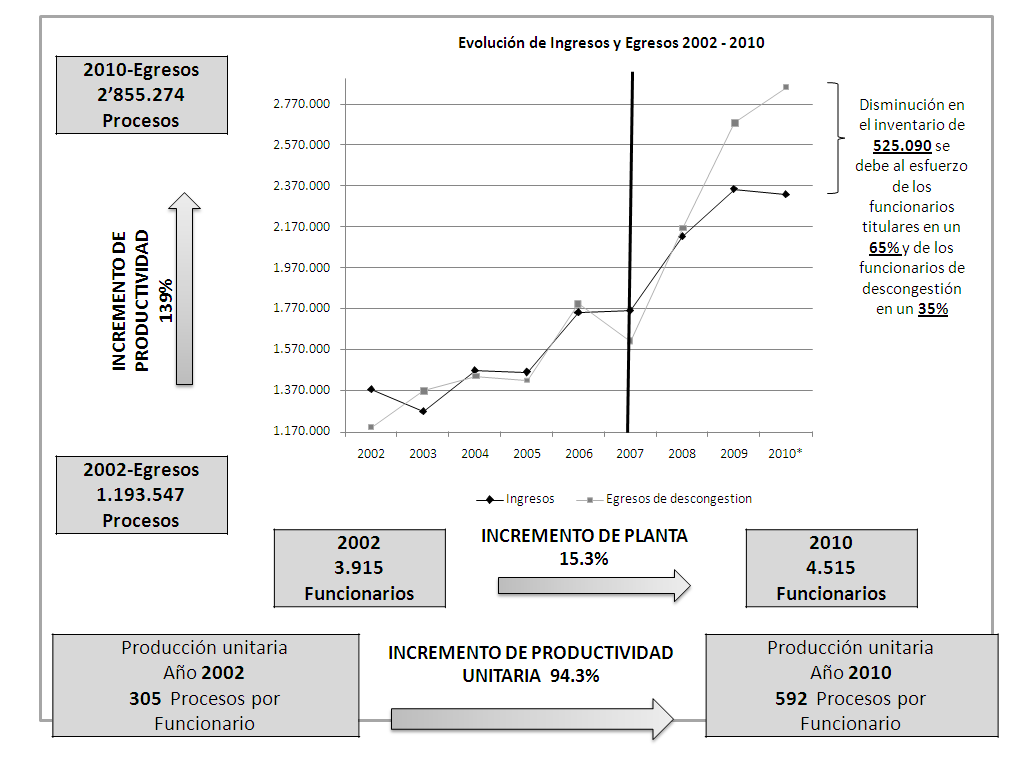 Evolución de Ingresos y Egresos 2002 - 2010
2010-Egresos
2’855.274
Procesos
INCREMENTO DE
PRODUCTIVIDAD
139%
2002-Egresos
1.193.547
Procesos
2.770.000
2.570.000
2.370.000
2.170.000
1.970.000
1.770.000
1.570.000
1.370.000
1.170.000
2002 2003 2004 2005 2006 2007 2008 2009 2010*
Ingresos Egresos de descongestion
Disminución en
el inventario de
525.090 se
debe al esfuerzo
de los
funcionarios
titulares en un
65% y de los
funcionarios de
descongestión
en un 35%
2002
3.915
Funcionarios
INCREMENTO DE PLANTA
15.3%
2010
4.515
Funcionarios
Producción unitaria
Año 2002
305 Procesos por
Funcionario
INCREMENTO DE PRODUCTIVIDAD
UNITARIA 94.3%
Producción unitaria
Año 2010
592 Procesos por
Funcionario